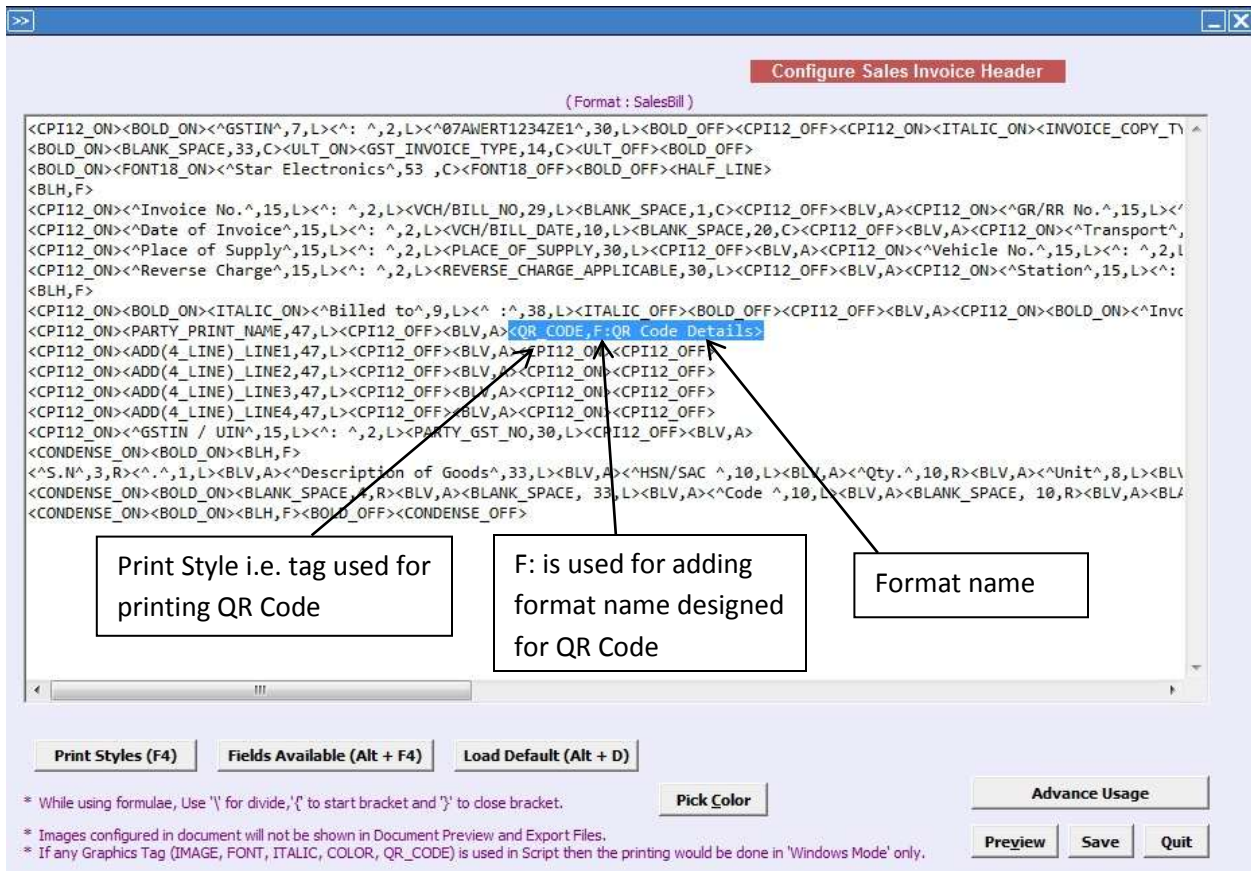 >>
Configure Sales Invoice Header
( Format : SalesBill )
<CPI12_ON><BOLD_ON><^GSTIN^,7,L><^: ^,2,L><^07AWERT1234ZE1^,30,L><BOLD_OFF><CPI12_OFF><CPI12_ON><ITALIC_ON><INVOICE_COPY_TY
<BOLD_ON><BLANK_SPACE,33,C><ULT_ON><GST_INVOICE_TYPE,14,C><ULT_OFF><BOLD_OFF>
<BOLD_ON><FONT18_ON><^Star Electronics^,53 ,C><FONT18_OFF><BOLD_OFF><HALF_LINE>
<BLH,F>
<CPI12_ON><^Invoice No.^,15,L><^: ^,2,L><VCH/BILL_NO,29,L><BLANK_SPACE,1,C><CPI12_OFF><BLV,A><CPI12_ON><^GR/RR No.^,15,L><^
<CPI12_ON><^Date of Invoice^,15,L><^: ^,2,L><VCH/BILL_DATE,10,L><BLANK_SPACE,20,C><CPI12_OFF><BLV,A><CPI12_ON><^Transport^,
<CPI12_ON><^Place of Supply^,15,L><^: ^,2,L><PLACE_OF_SUPPLY,30,L><CPI12_OFF><BLV,A><CPI12_ON><^Vehicle No.^,15,L><^: ^,2,L
<CPI12_ON><^Reverse Charge^,15,L><^: ^,2,L><REVERSE_CHARGE_APPLICABLE,30,L><CPI12_OFF><BLV,A><CPI12_ON><^Station^,15,L><^:
<BLH,F>
<CPI12_ON><BOLD_ON><ITALIC_ON><^Billed to^,9,L><^ :^,38,L><ITALIC_OFF><BOLD_OFF><CPI12_OFF><BLV,A><CPI12_ON><BOLD_ON><^Invo
<CPI12_ON><PARTY_PRINT_NAME,47,L><CPI12_OFF><BLV,A><QR_CODE,F:QR Code Details>
<CPI12_ON><ADD(4_LINE)_LINE1,47,L><CPI12_OFF><BLV,A><CPI12_ON><CPI12_OFF>
<CPI12_ON><ADD(4_LINE)_LINE2,47,L><CPI12_OFF><BLV,A><CPI12_ON><CPI12_OFF>
<CPI12_ON><ADD(4_LINE)_LINE3,47,L><CPI12_OFF><BLV,A><CPI12_ON><CPI12_OFF>
<CPI12_ON><ADD(4_LINE)_LINE4,47,L><CPI12_OFF><BLV,A><CPI12_ON><CPI12_OFF>
<CPI12_ON><^GSTIN / UIN^,15,L><^: ^,2,L><PARTY_GST_NO,30,L><CPI12_OFF><BLV,A>
<CONDENSE_ON><BOLD_ON><BLH,F>
<^S.N^,3,R><^.^,1,L><BLV,A><^Description of Goods^,33,L><BLV,A><^HSN/SAC ^,10,L><BLV,A><^Qty.^,10,R><BLV,A><^Unit^,8,L><BLV
<CONDENSE_ON><BOLD_ON><BLANK_SPACE,4,R><BLV,A><BLANK_SPACE, 33,L><BLV,A><^Code ^,10,L><BLV,A><BLANK_SPACE, 10,R><BLV,A><BLA
<CONDENSE_ON><BOLD_ON><BLH,F><BOLD_OFF><CONDENSE_OFF>
Print Style i.e. tag used for
printing QR Code
F: is used for adding
format name designed
for QR Code
Format name
Print Styles (F4)
Fields Available (Alt + F4)
Load Default (Alt + D)
* While using formulae, Use '\' for divide,'{' to start bracket and '}' to close bracket.
Pick Color
Advance Usage
* Images configured in document will not be shown in Document Preview and Export Files.
* If any Graphics Tag (IMAGE, FONT, ITALIC, COLOR, QR_CODE) is used in Script then the printing would be done in 'Windows Mode' only.
Preview
Save
Quit